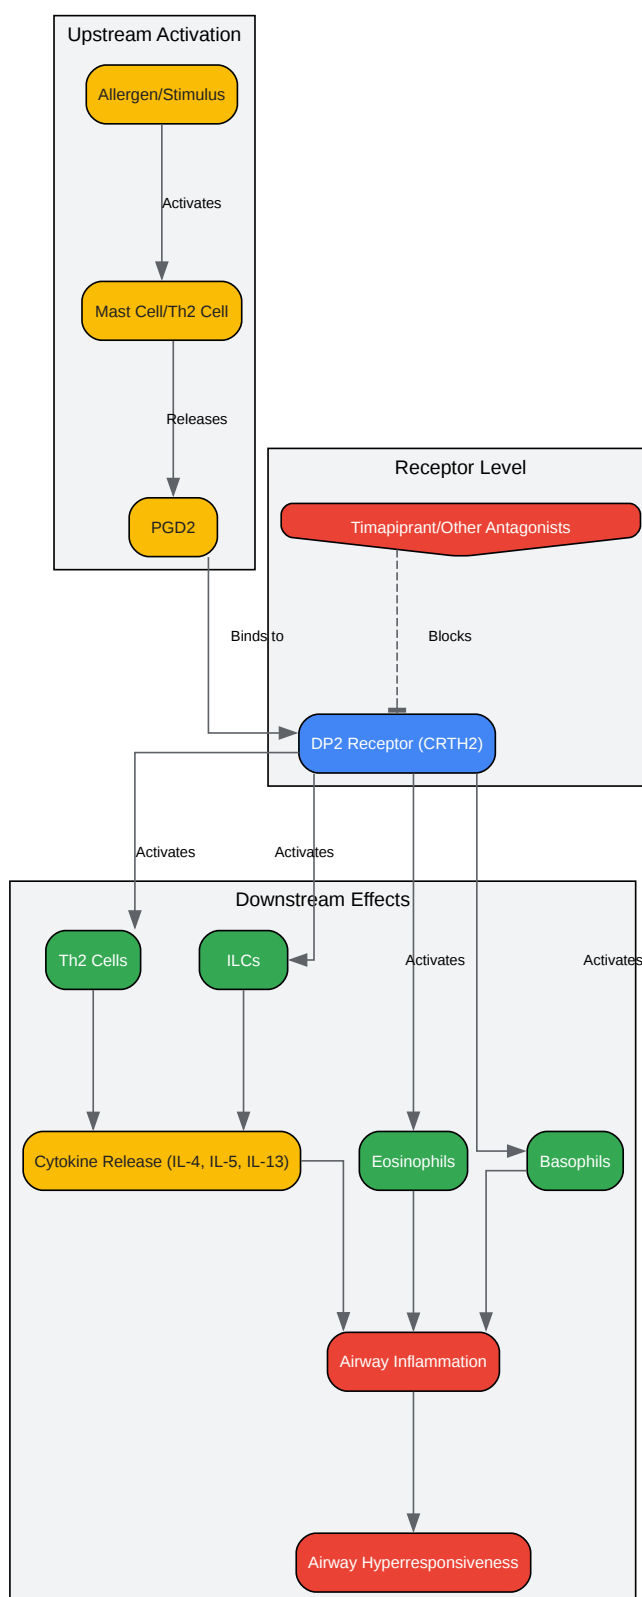 Upstream Activation
Allergen/Stimulus
Activates
Mast Cell/Th2 Cell
Releases
PGD2
Receptor Level
Timapiprant/Other Antagonists
Binds to
Blocks
DP2 Receptor (CRTH2)
Activates
Activates
Downstream Effects
Th2 Cells
ILCs
Activates
Activates
Cytokine Release (IL-4, IL-5, IL-13)
Eosinophils
Basophils
Airway Inflammation
Airway Hyperresponsiveness